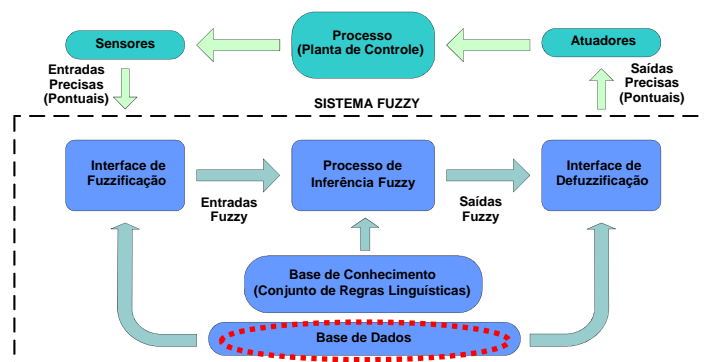 Sensores
Processo
(Planta de Controle)
Atuadores
Entradas
Precisas
(Pontuais)
Saídas
Precisas
(Pontuais)
SISTEMA FUZZY
Interface de
Fuzzificação
Entradas
Fuzzy
Processo de
Inferência Fuzzy
Saídas
Fuzzy
Interface de
Defuzzificação
Base de Conhecimento
(Conjunto de Regras Linguísticas)
Base de Dados